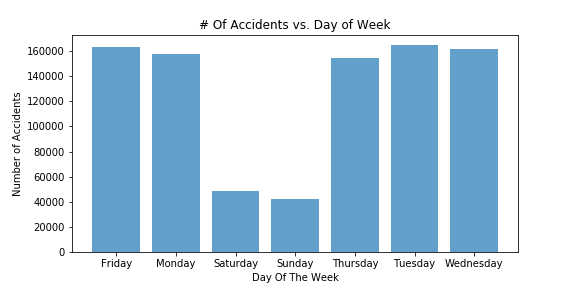 # Of Accidents vs. Day of Week
Number of Accidents
160000
140000
120000
100000
80000
60000
40000
20000
0
Friday Monday Saturday Sunday Thursday Tuesday Wednesday
Day Of The Week